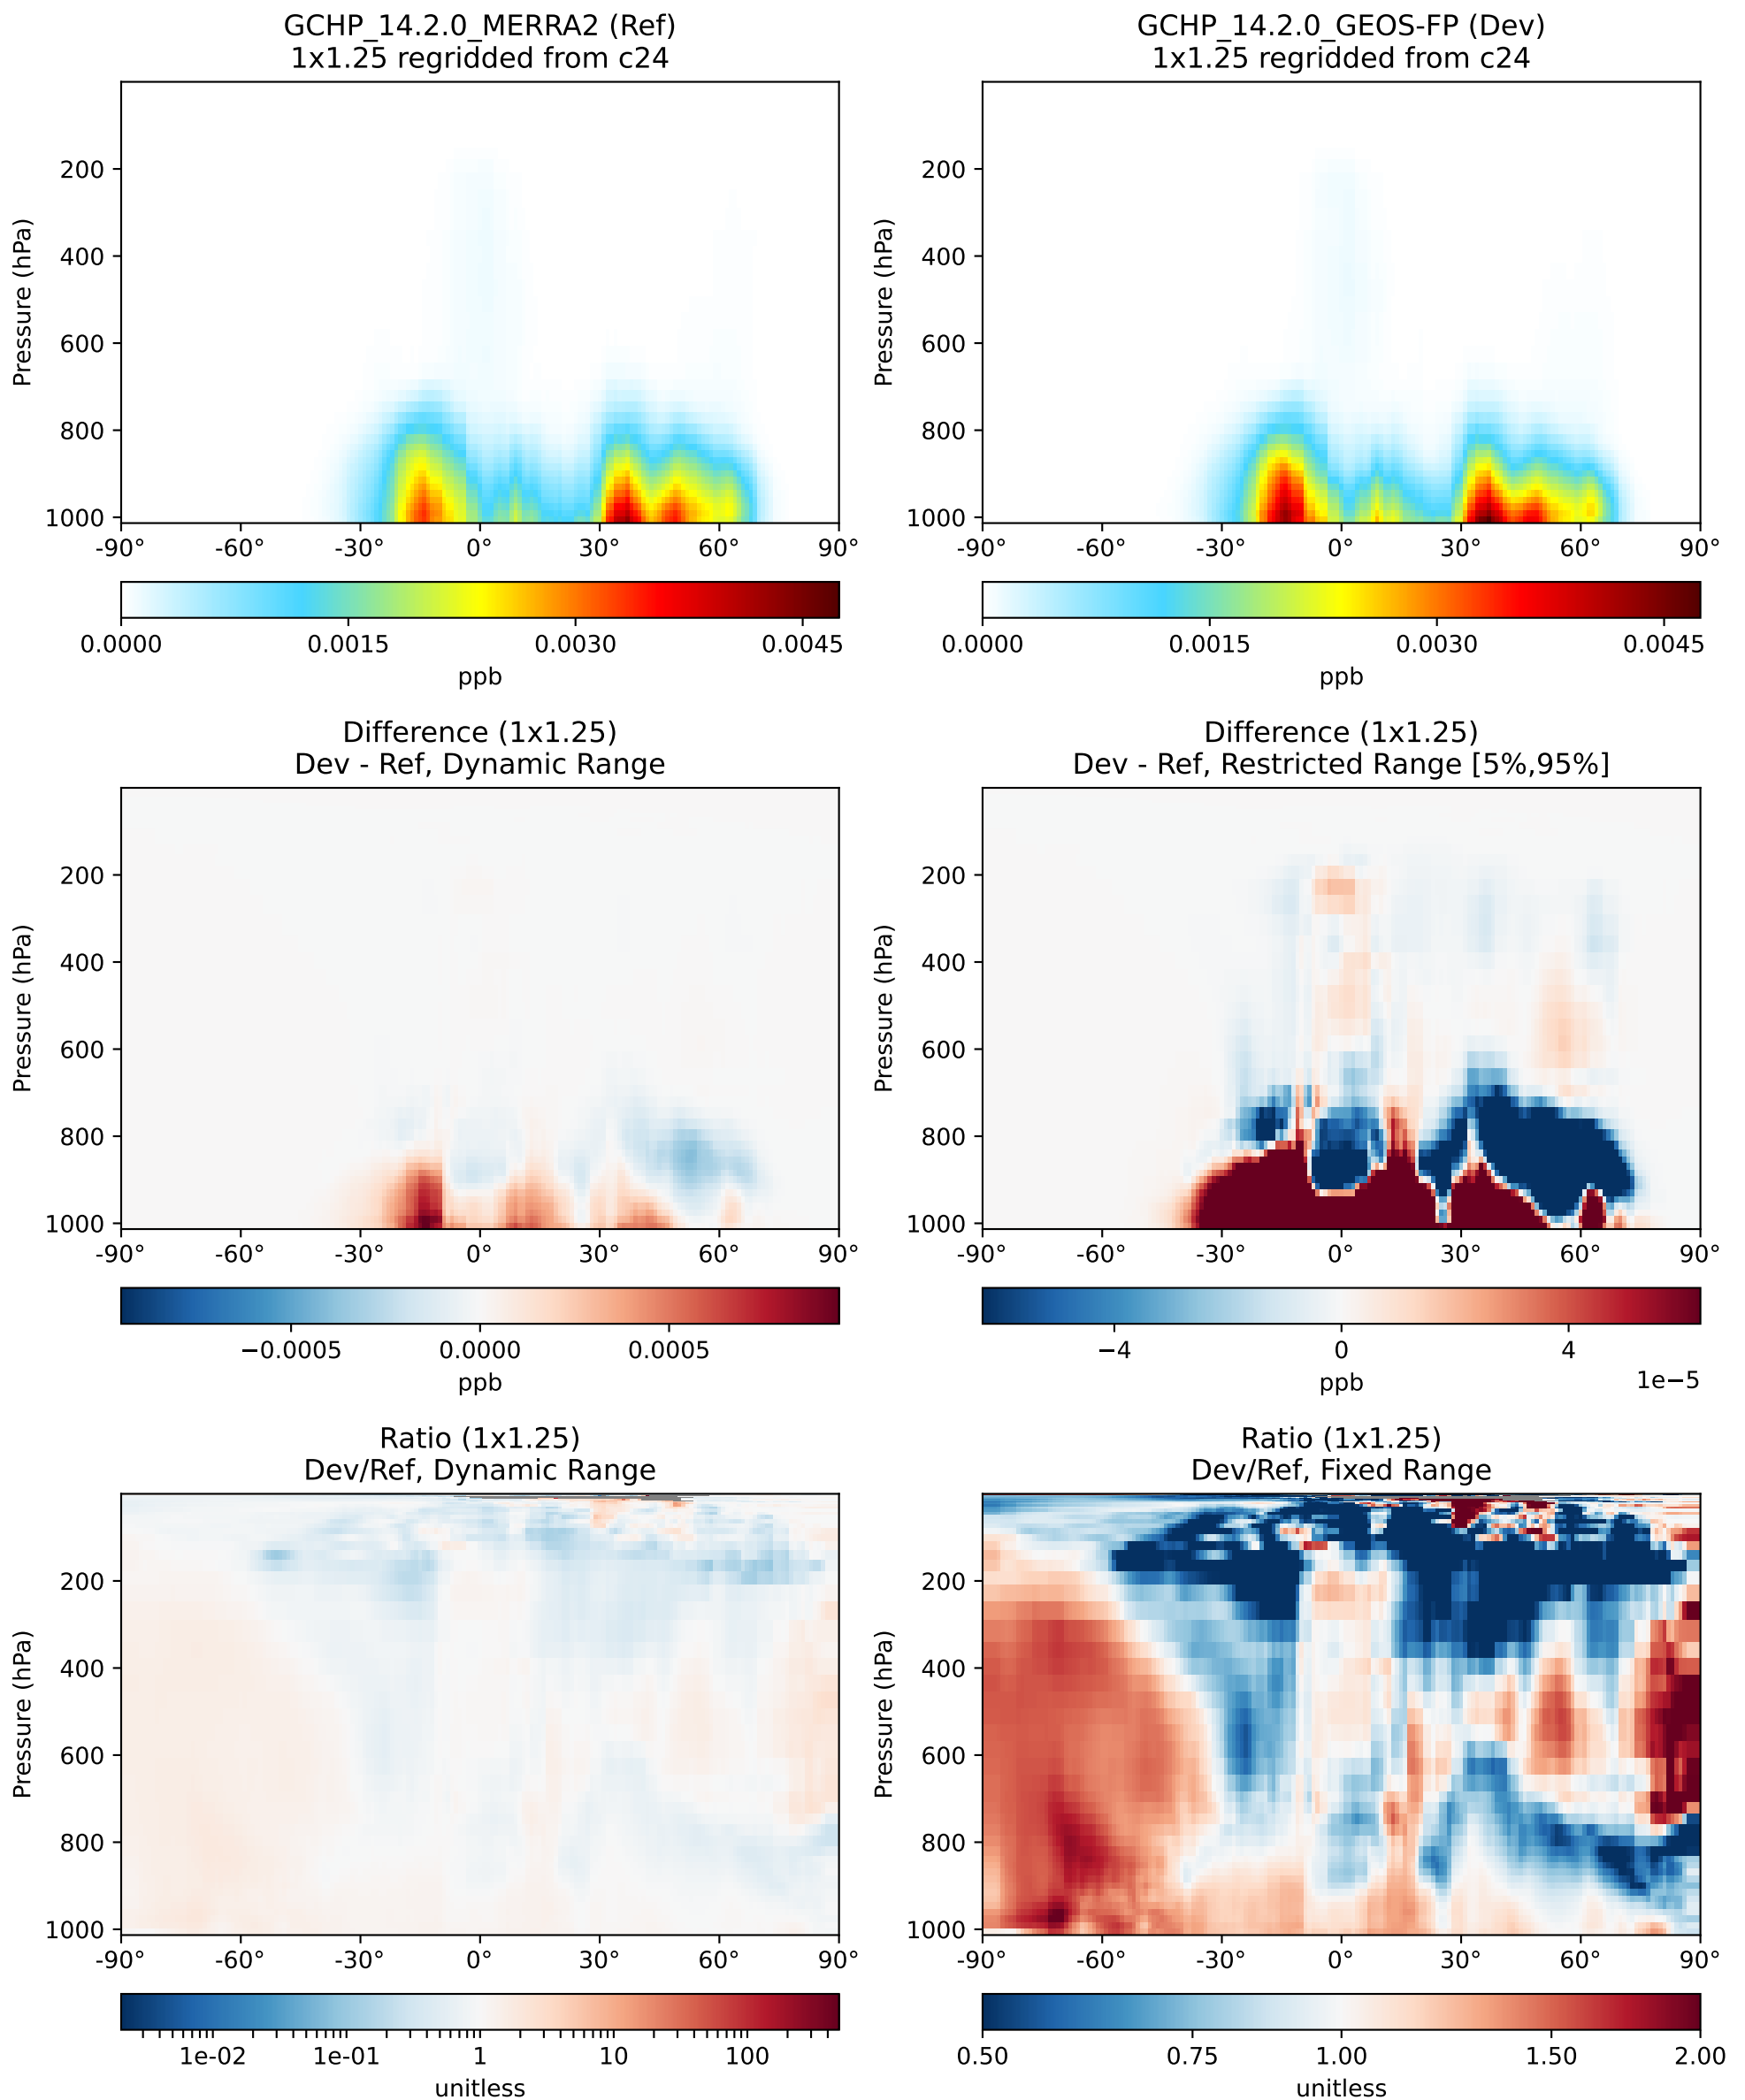 GCHP_14.2.0_MERRA2 (Ref)
1x1.25 regridded from c24
Pressure (hPa)
200
400
600
800
1000
-90° -60° -30° 0° 30° 60° 90°
0.0000 0.0015 0.0030 0.0045
ppb
GCHP_14.2.0_GEOS-FP (Dev)
1x1.25 regridded from c24
Pressure (hPa)
200
400
600
800
1000
-90° -60° -30° 0° 30° 60° 90°
0.0000 0.0015 0.0030 0.0045
ppb
Difference (1x1.25)
Dev - Ref, Dynamic Range
Pressure (hPa)
200
400
600
800
1000
-90° -60° -30° 0° 30° 60° 90°
−0.0005 0.0000 0.0005
ppb
Difference (1x1.25)
Dev - Ref, Restricted Range [5%,95%]
Pressure (hPa)
200
400
600
800
1000
-90° -60° -30° 0° 30° 60° 90°
−4 0 4
ppb
1e−5
Ratio (1x1.25)
Dev/Ref, Dynamic Range
Pressure (hPa)
200
400
600
800
1000
-90° -60° -30° 0° 30° 60° 90°
1e-02 1e-01 1 10 100
unitless
Ratio (1x1.25)
Dev/Ref, Fixed Range
Pressure (hPa)
200
400
600
800
1000
-90° -60° -30° 0° 30° 60° 90°
0.50 0.75 1.00 1.50 2.00
unitless